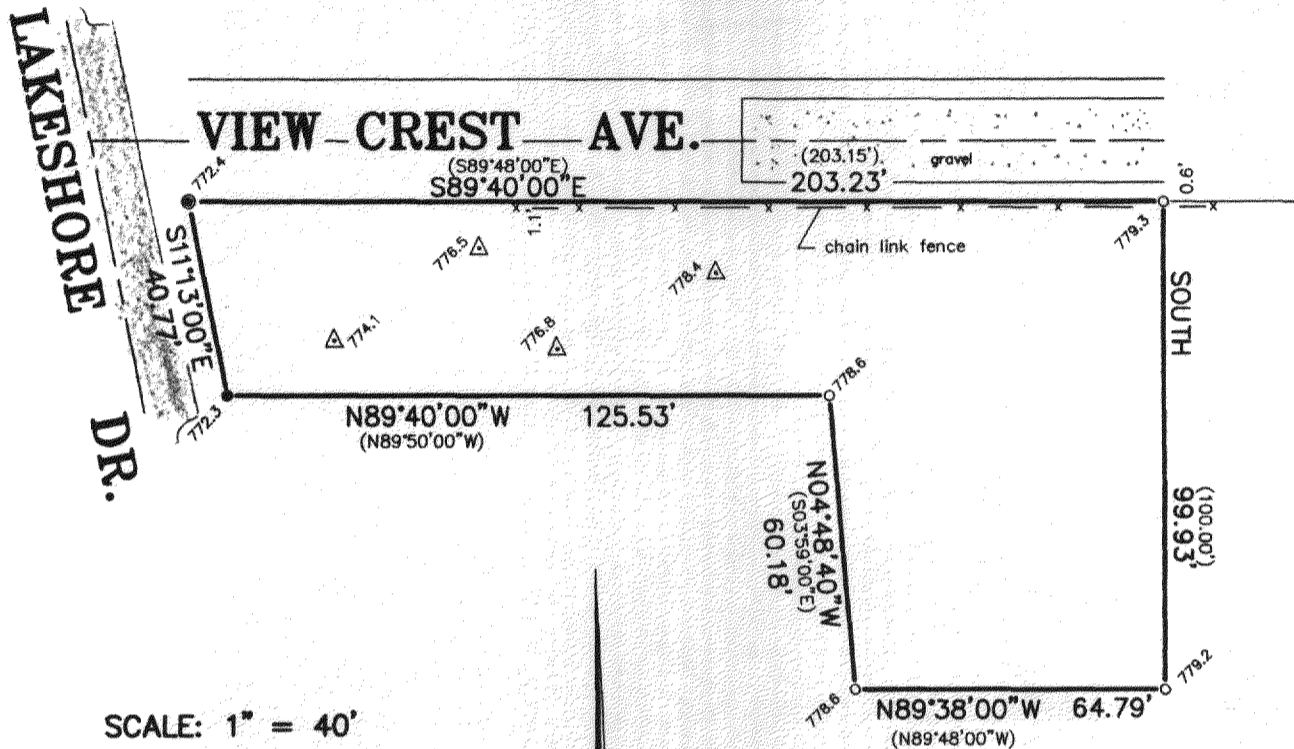 LAKESHORE DR.
VIEW CREST AVE.
(S89°48'00"E)
S89°40'00"E
(203.15')
203.23'
gravel
0.6'
772.4
1.1'
chain link fence
779.3
S11°13'00"E
40.77'
776.5
778.4
774.1
776.8
SOUTH
772.3
778.6
N89°40'00"W 125.53'
(N89°50'00"W)
N04°48'40"W
(S03°59'00"E)
60.18'
(100.00')
99.93'
778.6
779.2
N89°38'00"W 64.79'
(N89°48'00"W)
SCALE: 1" = 40'